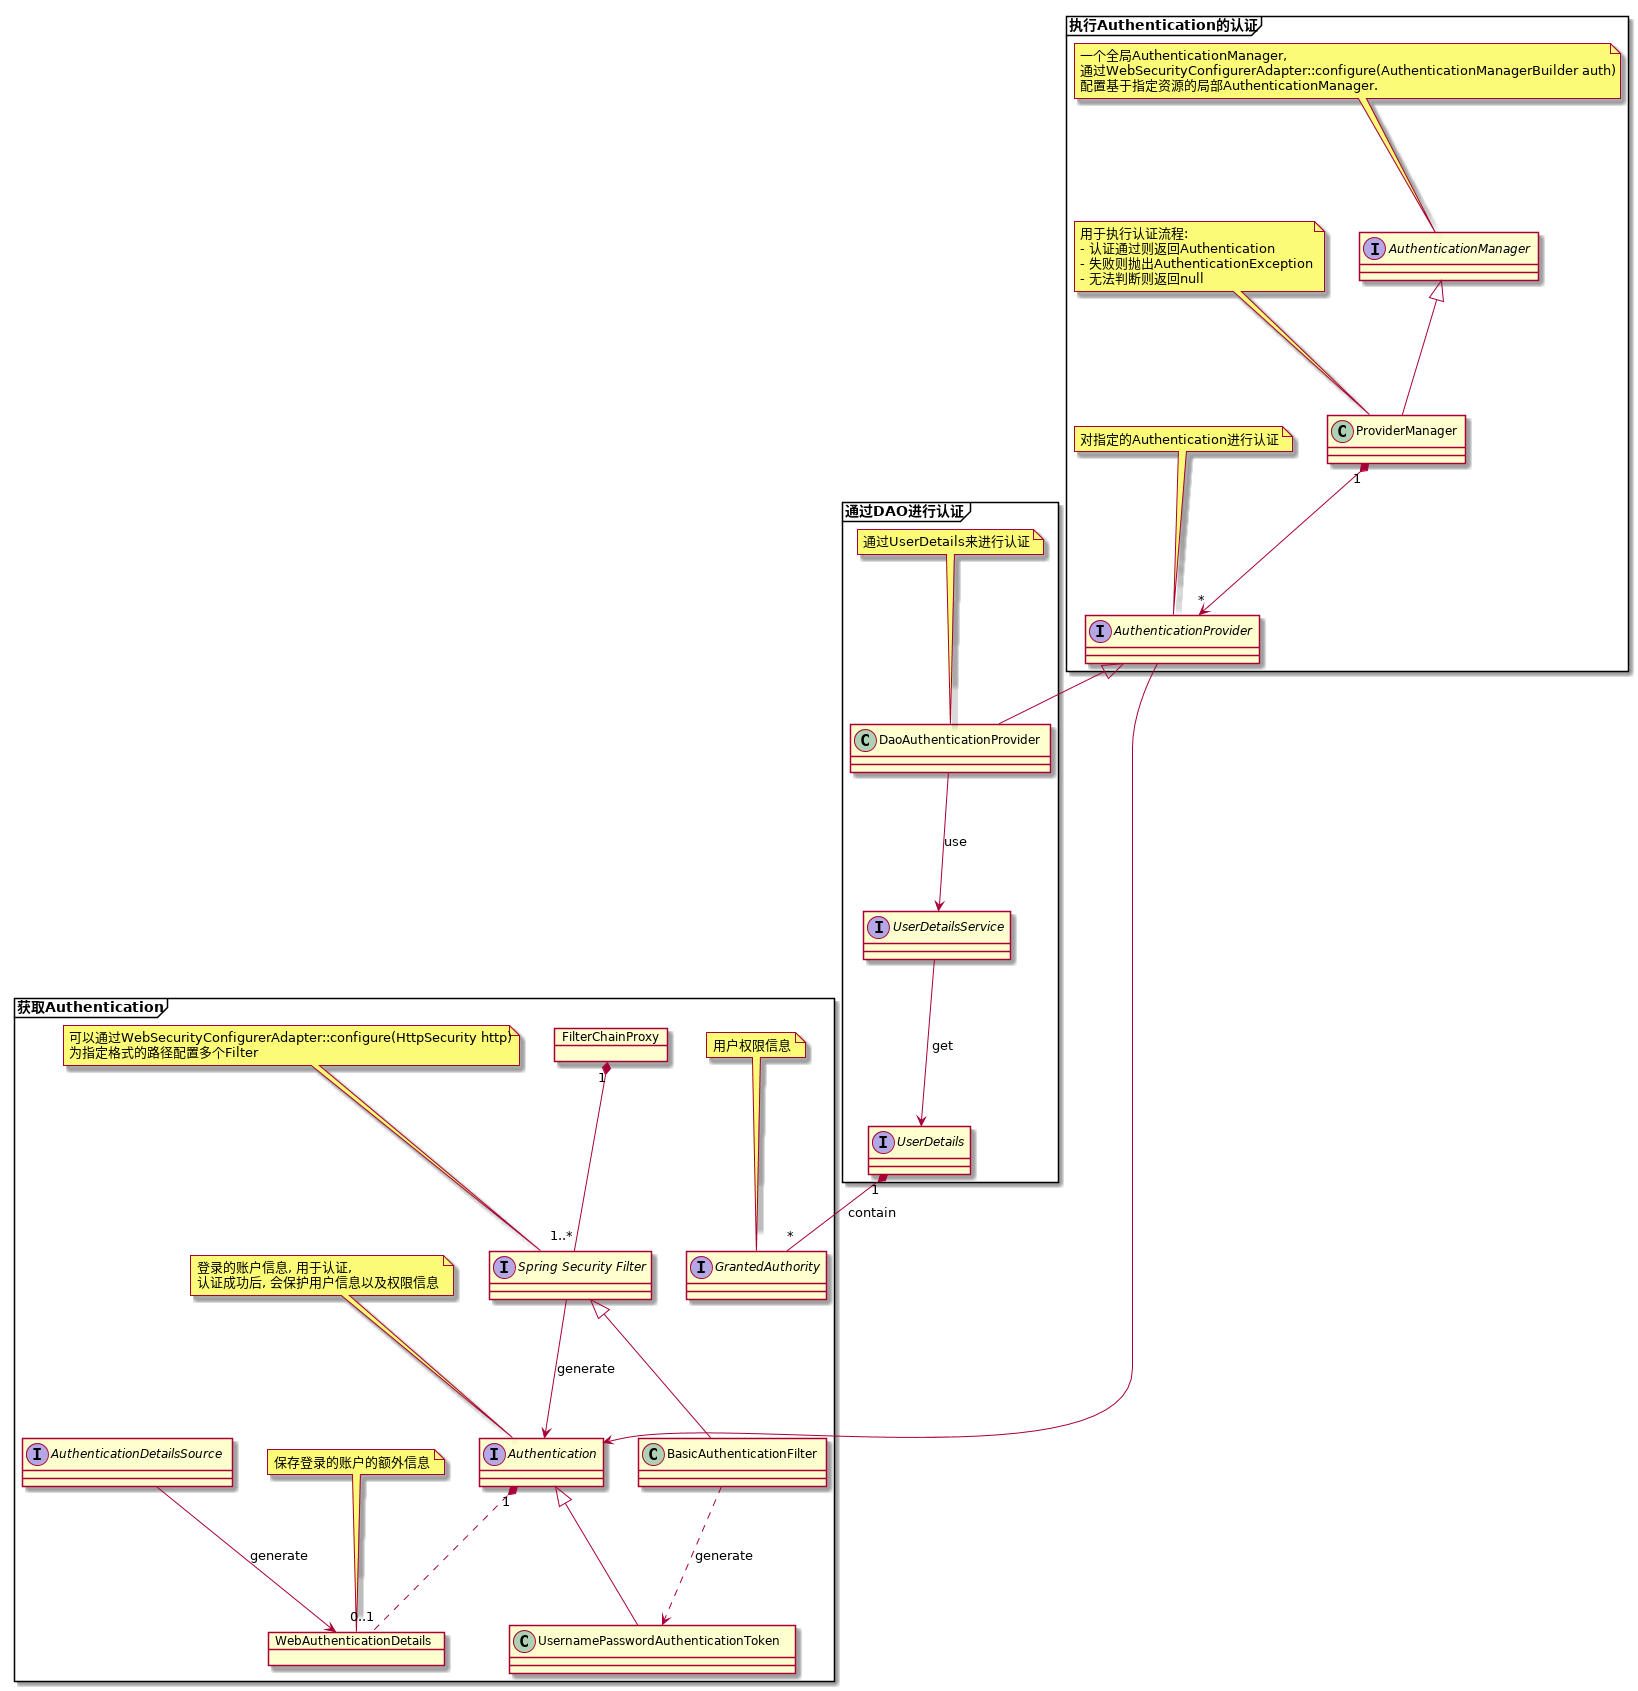 执行Authentication的认证
一个全局AuthenticationManager,
通过WebSecurityConfigurerAdapter::configure(AuthenticationManagerBuilder auth)
配置基于指定资源的局部AuthenticationManager.
用于执行认证流程:
- 认证通过则返回Authentication
- 失败则抛出AuthenticationException
- 无法判断则返回null
I AuthenticationManager
对指定的Authentication进行认证
C ProviderManager
1
*
I AuthenticationProvider
通过DAO进行认证
通过UserDetails来进行认证
C DaoAuthenticationProvider
use
I UserDetailsService
get
I UserDetails
1
contain
*
获取Authentication
可以通过WebSecurityConfigurerAdapter::configure(HttpSecurity http)
为指定格式的路径配置多个Filter
FilterChainProxy
1
用户权限信息
1..*
I Spring Security Filter
I GrantedAuthority
登录的账户信息, 用于认证,
认证成功后, 会保护用户信息以及权限信息
generate
I AuthenticationDetailsSource
保存登录的账户的额外信息
I Authentication
C BasicAuthenticationFilter
1
generate
generate
0..1
WebAuthenticationDetails
C UsernamePasswordAuthenticationToken